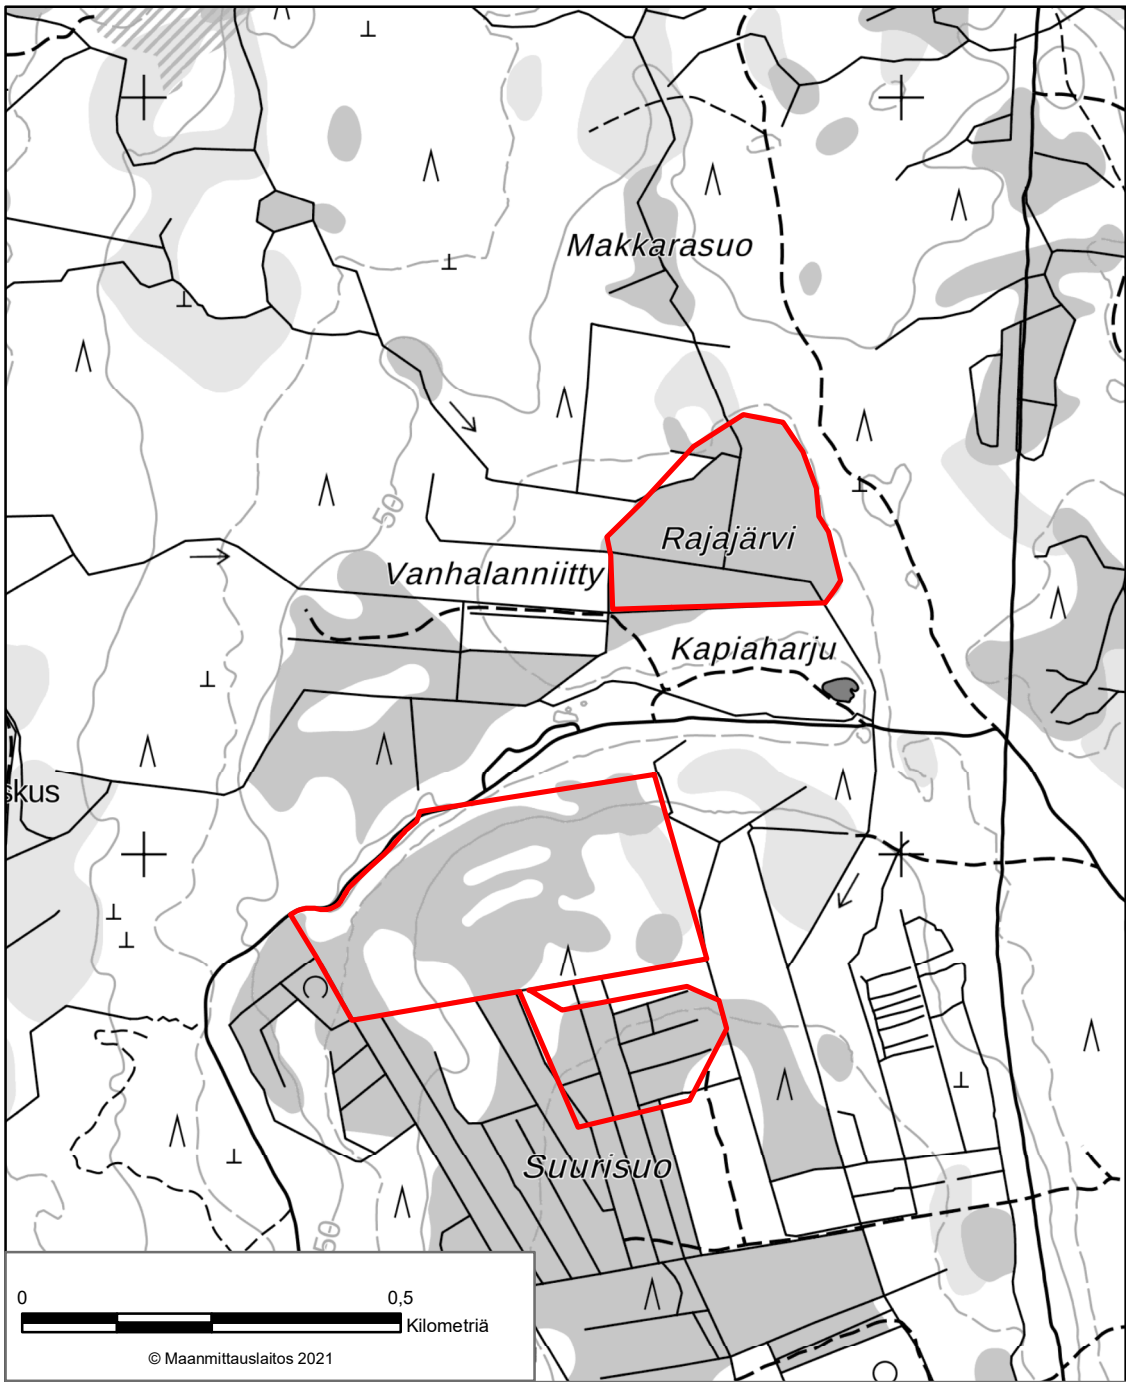 Makkarasuo
50
Rajajärvi
Vanhalanniitty
Kapiaharju
skus
Suurisuo
50
0 0,5
Kilometriä
© Maanmittauslaitos 2021